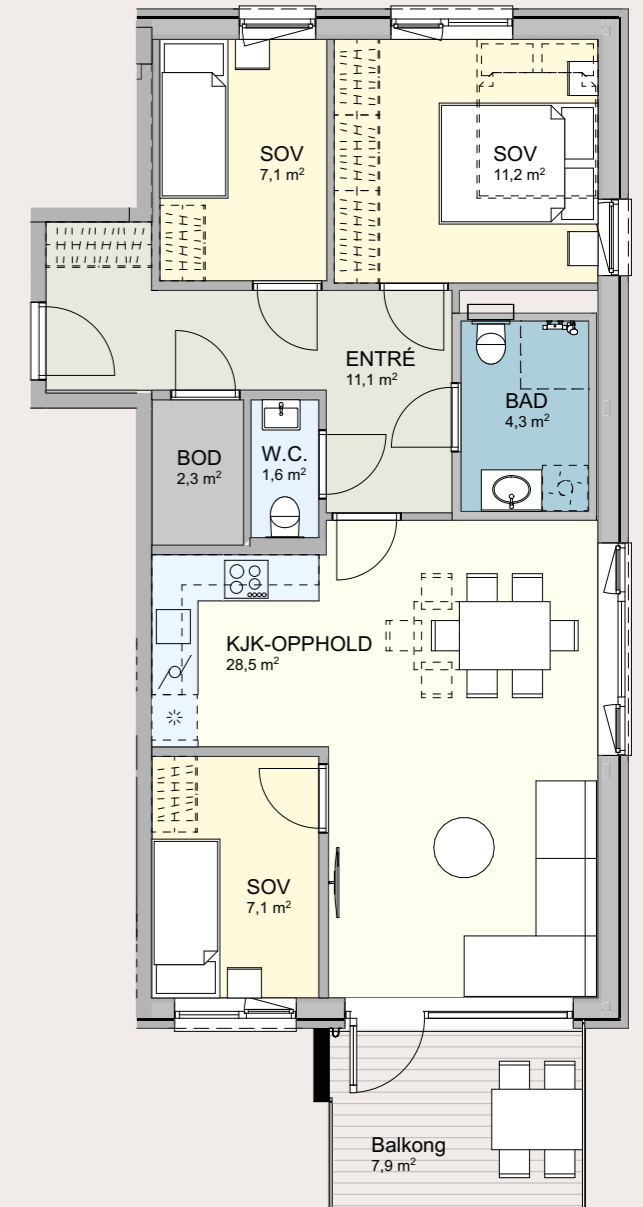 SOV
7,1 m²
SOV
11,2 m²
ENTRÉ
11,1 m²
BAD
4,3 m²
BOD
2,3 m²
W.C.
1,6 m²
KJK-OPPHOLD
28,5 m²
SOV
7,1 m²
Balkong
7,9 m²